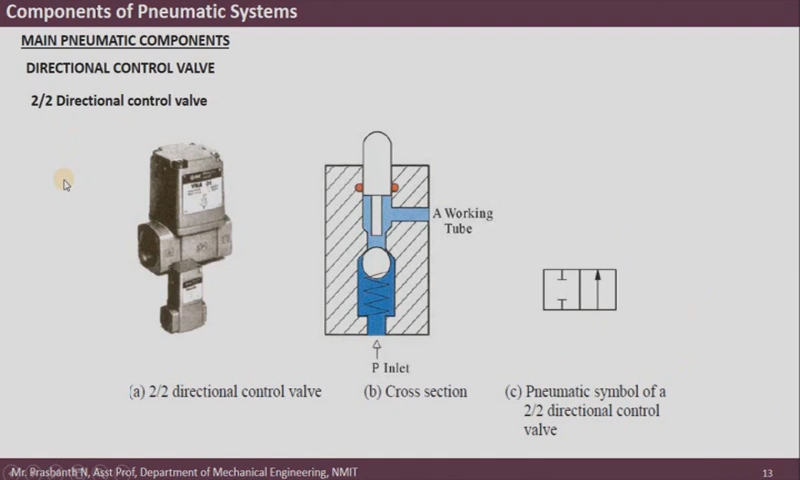 Components of Pneumatic Systems
MAIN PNEUMATIC COMPONENTS
DIRECTIONAL CONTROL VALVE
2/2 Directional control valve
A Working
Tube
P Inlet
(a) 2/2 directional control valve
(b) Cross section
(c) Pneumatic symbol of a
2/2 directional control
valve
Mr. Prashanth N, Asst Prof, Department of Mechanical Engineering, NMIT
13